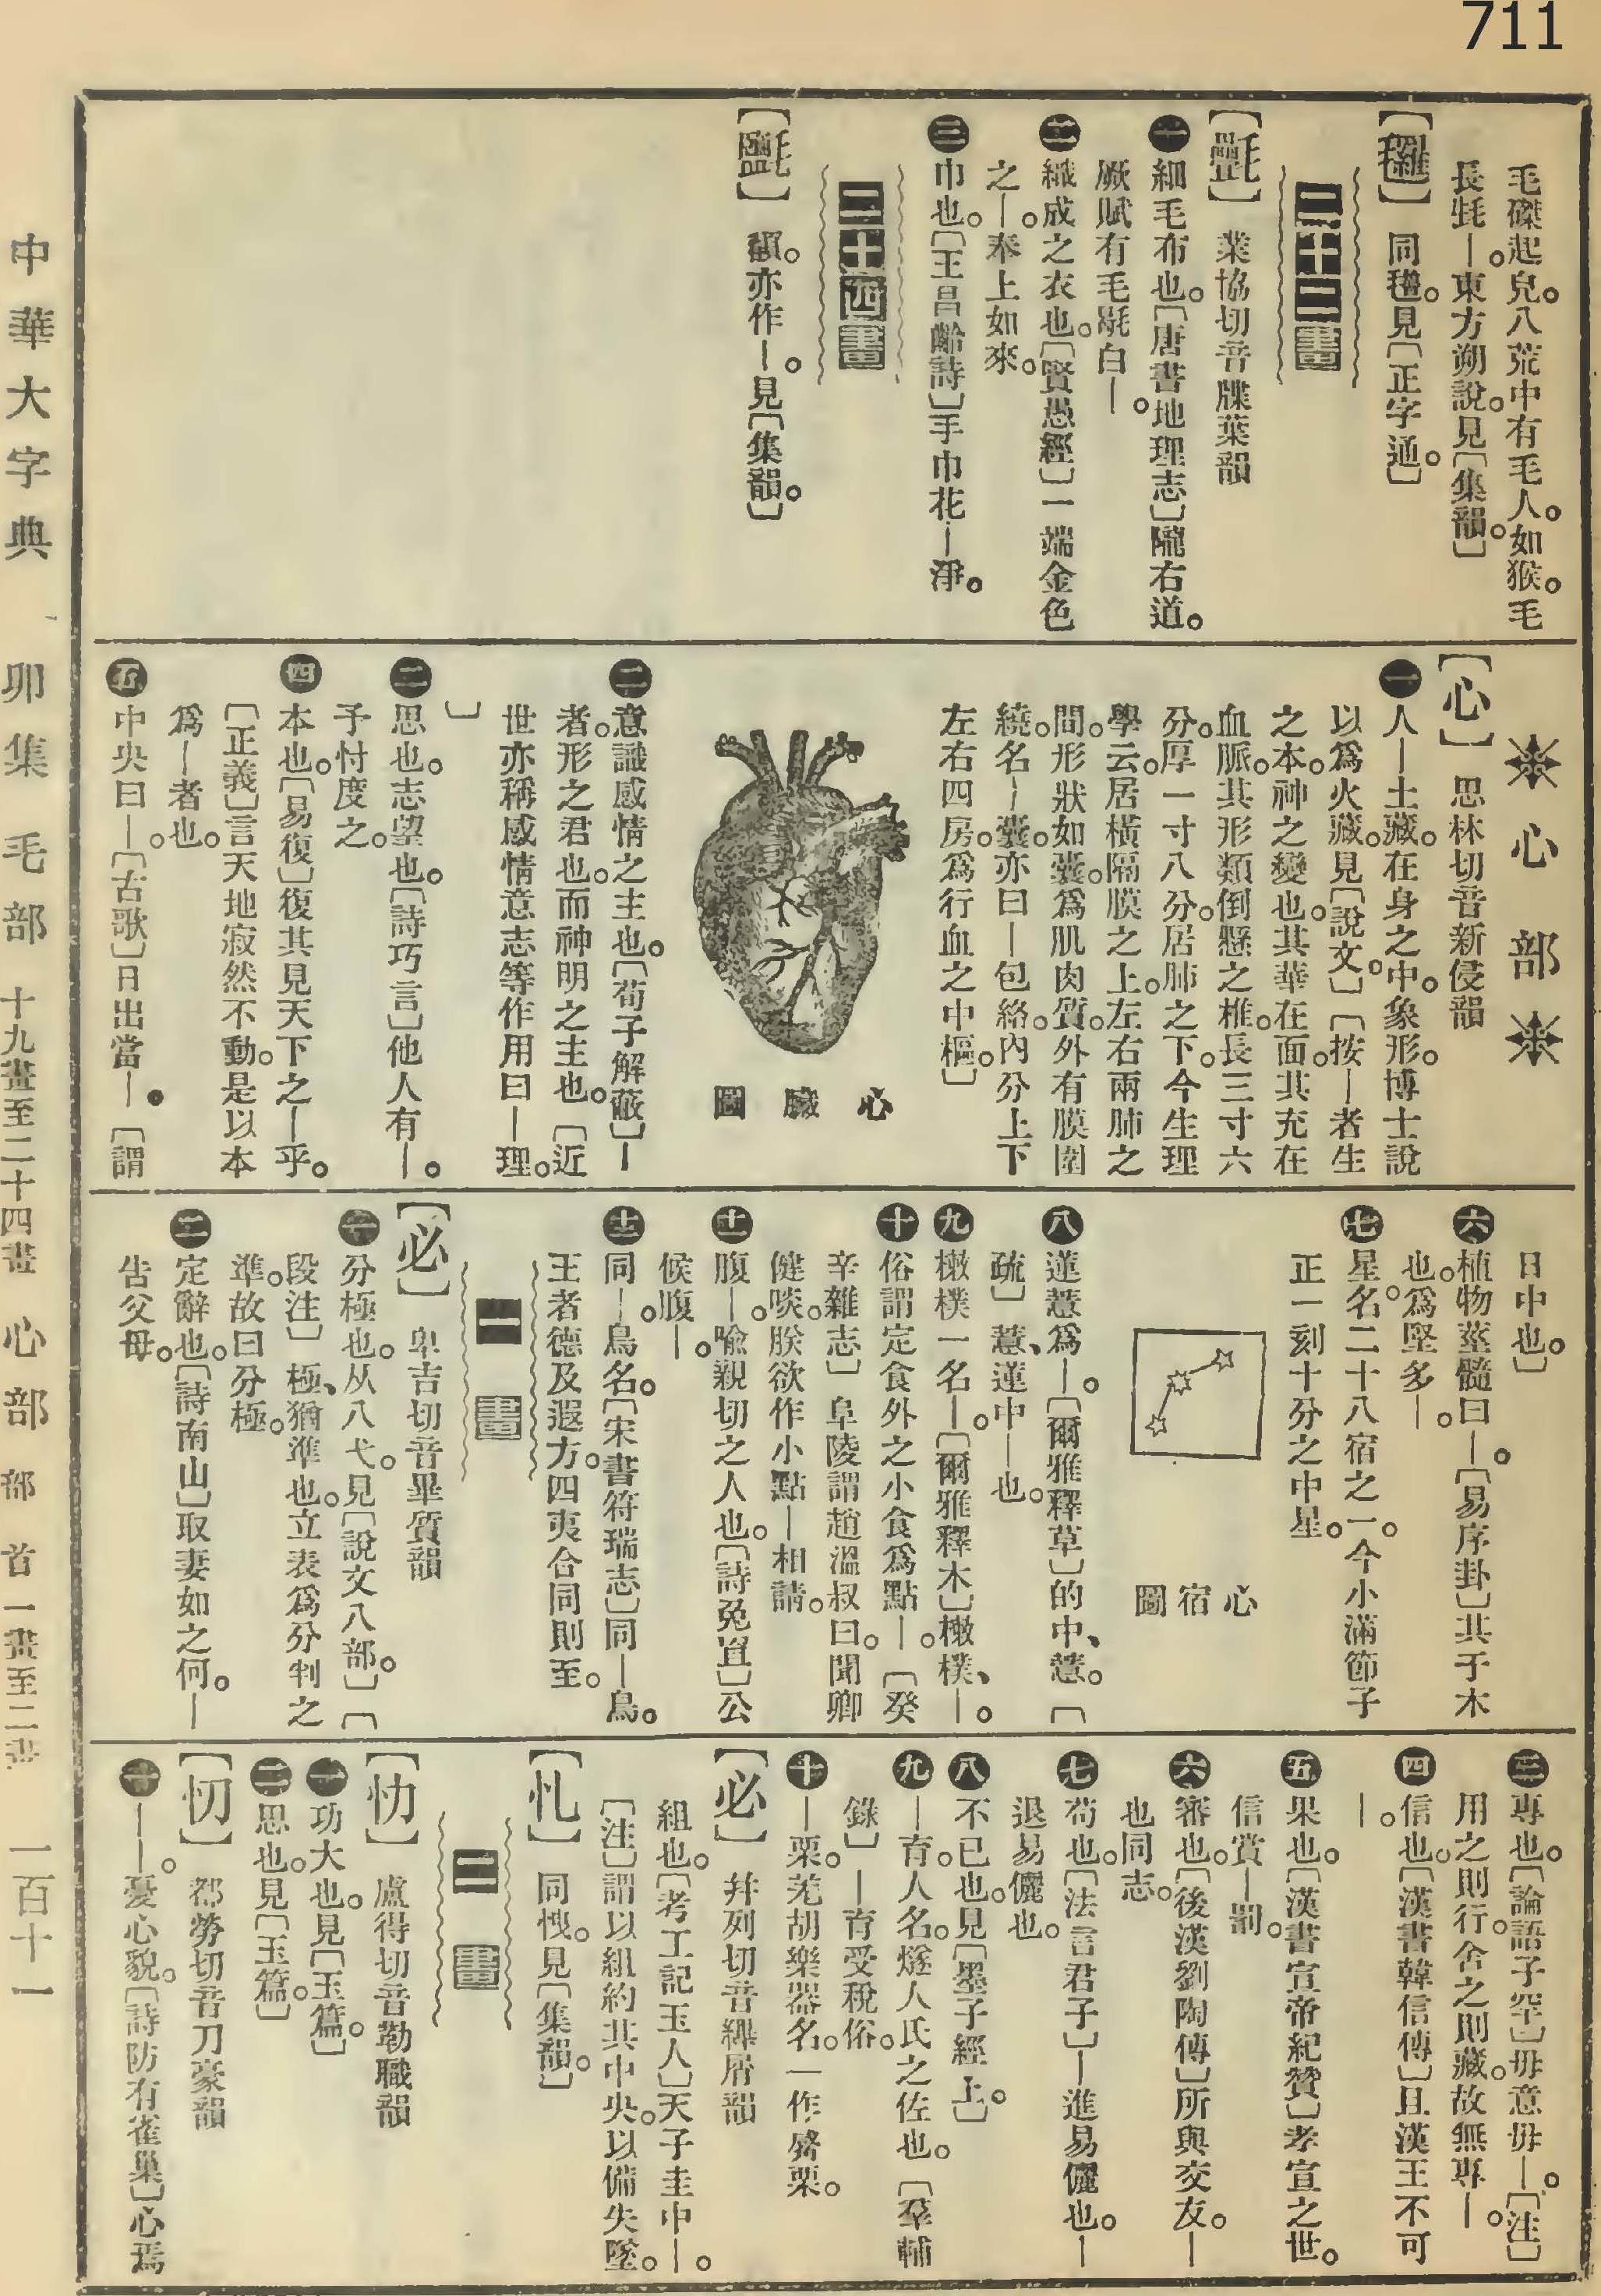 711
毛磔起皃。八荒中有毛人。如猴。毛
長㲝｜。東方朔說。見〔集韻。〕
同氌。見〔正字通。〕
二十二畫
【㲲】 業協切音牒葉韻
一 細毛布也。〔唐書地理志〕隴右道。
厥賦有毛毼白｜。
二 織成之衣也。〔賢愚經〕一端金色
之｜。奉上如來。
三 巾也。〔王昌齡詩〕手巾花｜淨。
二十四畫
亦作｜。見〔集韻。〕
心部
【心】 思林切音新侵韻
一 人｜土藏。在身之中。象形。博士說
以爲火藏。見〔說文。〕〔按｜者生
之本。神之變也。其華在面。其充在
血脈。其形類倒懸之椎。長三寸六
分。厚一寸八分。居肺之下。今生理
學云。居橫隔膜之上。左右兩肺之
間。形狀如囊。爲肌肉質。外有膜圍
繞。名｜囊。亦曰｜包絡。內分上下
左右四房。爲行血之中樞。〕
心臟圖
二 意識感情之主也。〔荀子解蔽〕｜
者。形之君也。而神明之主也。〔近
世亦稱感情意志等作用曰｜理。
〕
三 思也。志望也。〔詩巧言〕他人有｜。
予忖度之。
四 本也。〔易復〕復其見天下之｜乎。
〔正義〕言天地寂然不動。是以本
爲｜者也。
五 中央曰｜。〔古歌〕日出當｜。〔謂
日中也。〕
六 植物莖髓曰｜。〔易序卦〕其于木
也。爲堅多｜。
七 星名。二十八宿之一。今小滿節子
正一刻十分之中星。
心宿圖
八 蓮薏爲｜。〔爾雅釋草〕的中、薏。〔
疏〕薏、蓮中｜也。
九 樕樸一名｜。〔爾雅釋木〕樕樸、｜。
十 俗謂定食外之小食爲點｜。〔癸
辛雜志〕阜陵謂趙溫叔曰。聞卿
健啖。朕欲作小點｜相請。
十一 腹｜。喩親切之人也。〔詩兔罝〕公
侯腹｜。
十二 同｜。鳥名。〔宋書符瑞志〕同｜鳥。
王者德及遐方。四夷合同則至。
一畫
【必】 卑吉切音畢質韻
一 分極也。从八弋。見〔說文八部。〕〔
段注〕極、猶準也。立表爲分判之
準。故曰分極。
二 定辭也。〔詩南山〕取妻如之何。｜
告父母。
三 專也。〔論語子罕〕毋意毋｜。〔注〕
用之則行。舍之則藏。故無專｜。
四 信也。〔漢書韓信傳〕且漢王不可
｜。
五 果也。〔漢書宣帝紀贊〕孝宣之世。
信賞｜罰。
六 審也。〔後漢劉陶傳〕所與交友。｜
也同志。
七 苟也。〔法言君子〕｜進易儷也。｜
退易儷也。
八 不已也。見〔墨子經上。〕
九 ｜育。人名。燧人氏之佐也。〔羣輔
錄〕｜育受稅俗。
十 ｜栗。羌胡樂器名。一作觱栗。
【必】 幷列切音縪屑韻
組也。〔考工記玉人〕天子圭中｜。
〔注〕謂以組約其中央。以備失墜。
【忋】 同悓。見〔集韻。〕
二畫
【忇】 盧得切音勒職韻
一 功大也。見〔玉篇。〕
二 思也。見〔玉篇。〕
【忉】 都勞切音刀豪韻
一 ｜｜。憂心貌。〔詩防有雀巢〕心焉
中華大字典 卯集 毛部 十九畫至二十四畫 心部 部首 一畫至二畫 一百十一